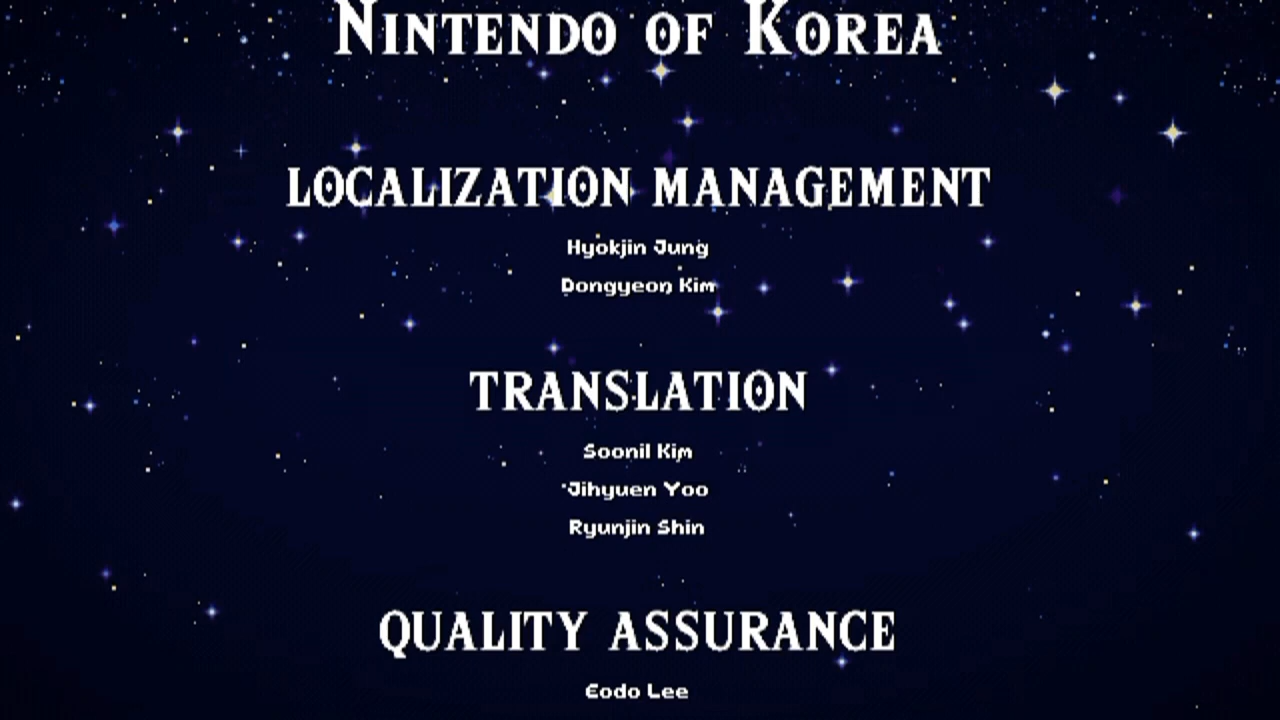 Nintendo of Korea
LOCALIZATION MANAGEMENT
Hyokjin Jung
Dongyeon Kim
TRANSLATION
Soonil Kim
Jihyuen Yoo
Ryunjin Shin
QUALITY ASSURANCE
Eodo Lee